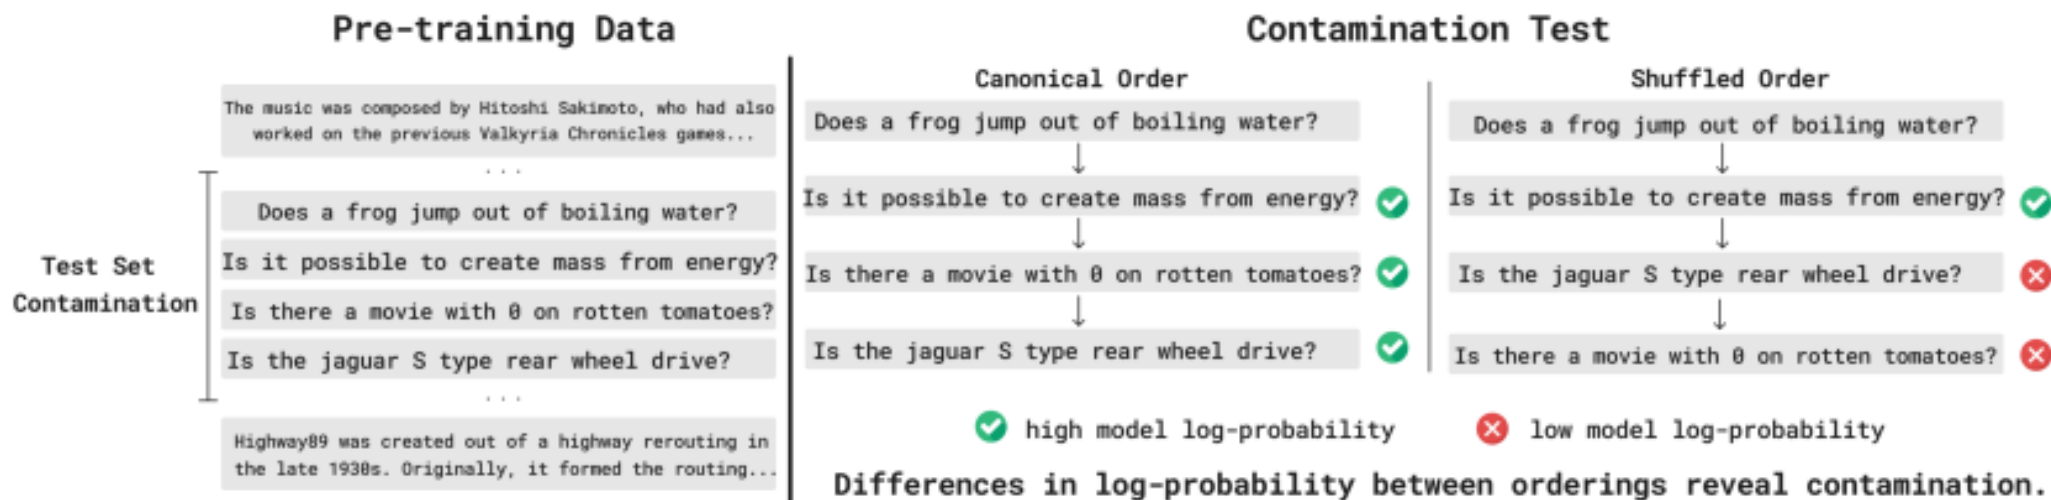 Pre-training Data
The music was composed by Hitoshi Sakimoto, who had also
worked on the previous Valkyria Chronicles games...
...
Test Set
Contamination
Does a frog jump out of boiling water?
Is it possible to create mass from energy?
Is there a movie with 0 on rotten tomatoes?
Is the jaguar S type rear wheel drive?
...
Highway89 was created out of a highway rerouting in
the late 1930s. Originally, it formed the routing...
Contamination Test
Canonical Order
Does a frog jump out of boiling water?
Is it possible to create mass from energy?
Is there a movie with 0 on rotten tomatoes?
Is the jaguar S type rear wheel drive?
Shuffled Order
Does a frog jump out of boiling water?
Is it possible to create mass from energy?
Is the jaguar S type rear wheel drive?
Is there a movie with 0 on rotten tomatoes?
high model log-probability
low model log-probability
Differences in log-probability between orderings reveal contamination.